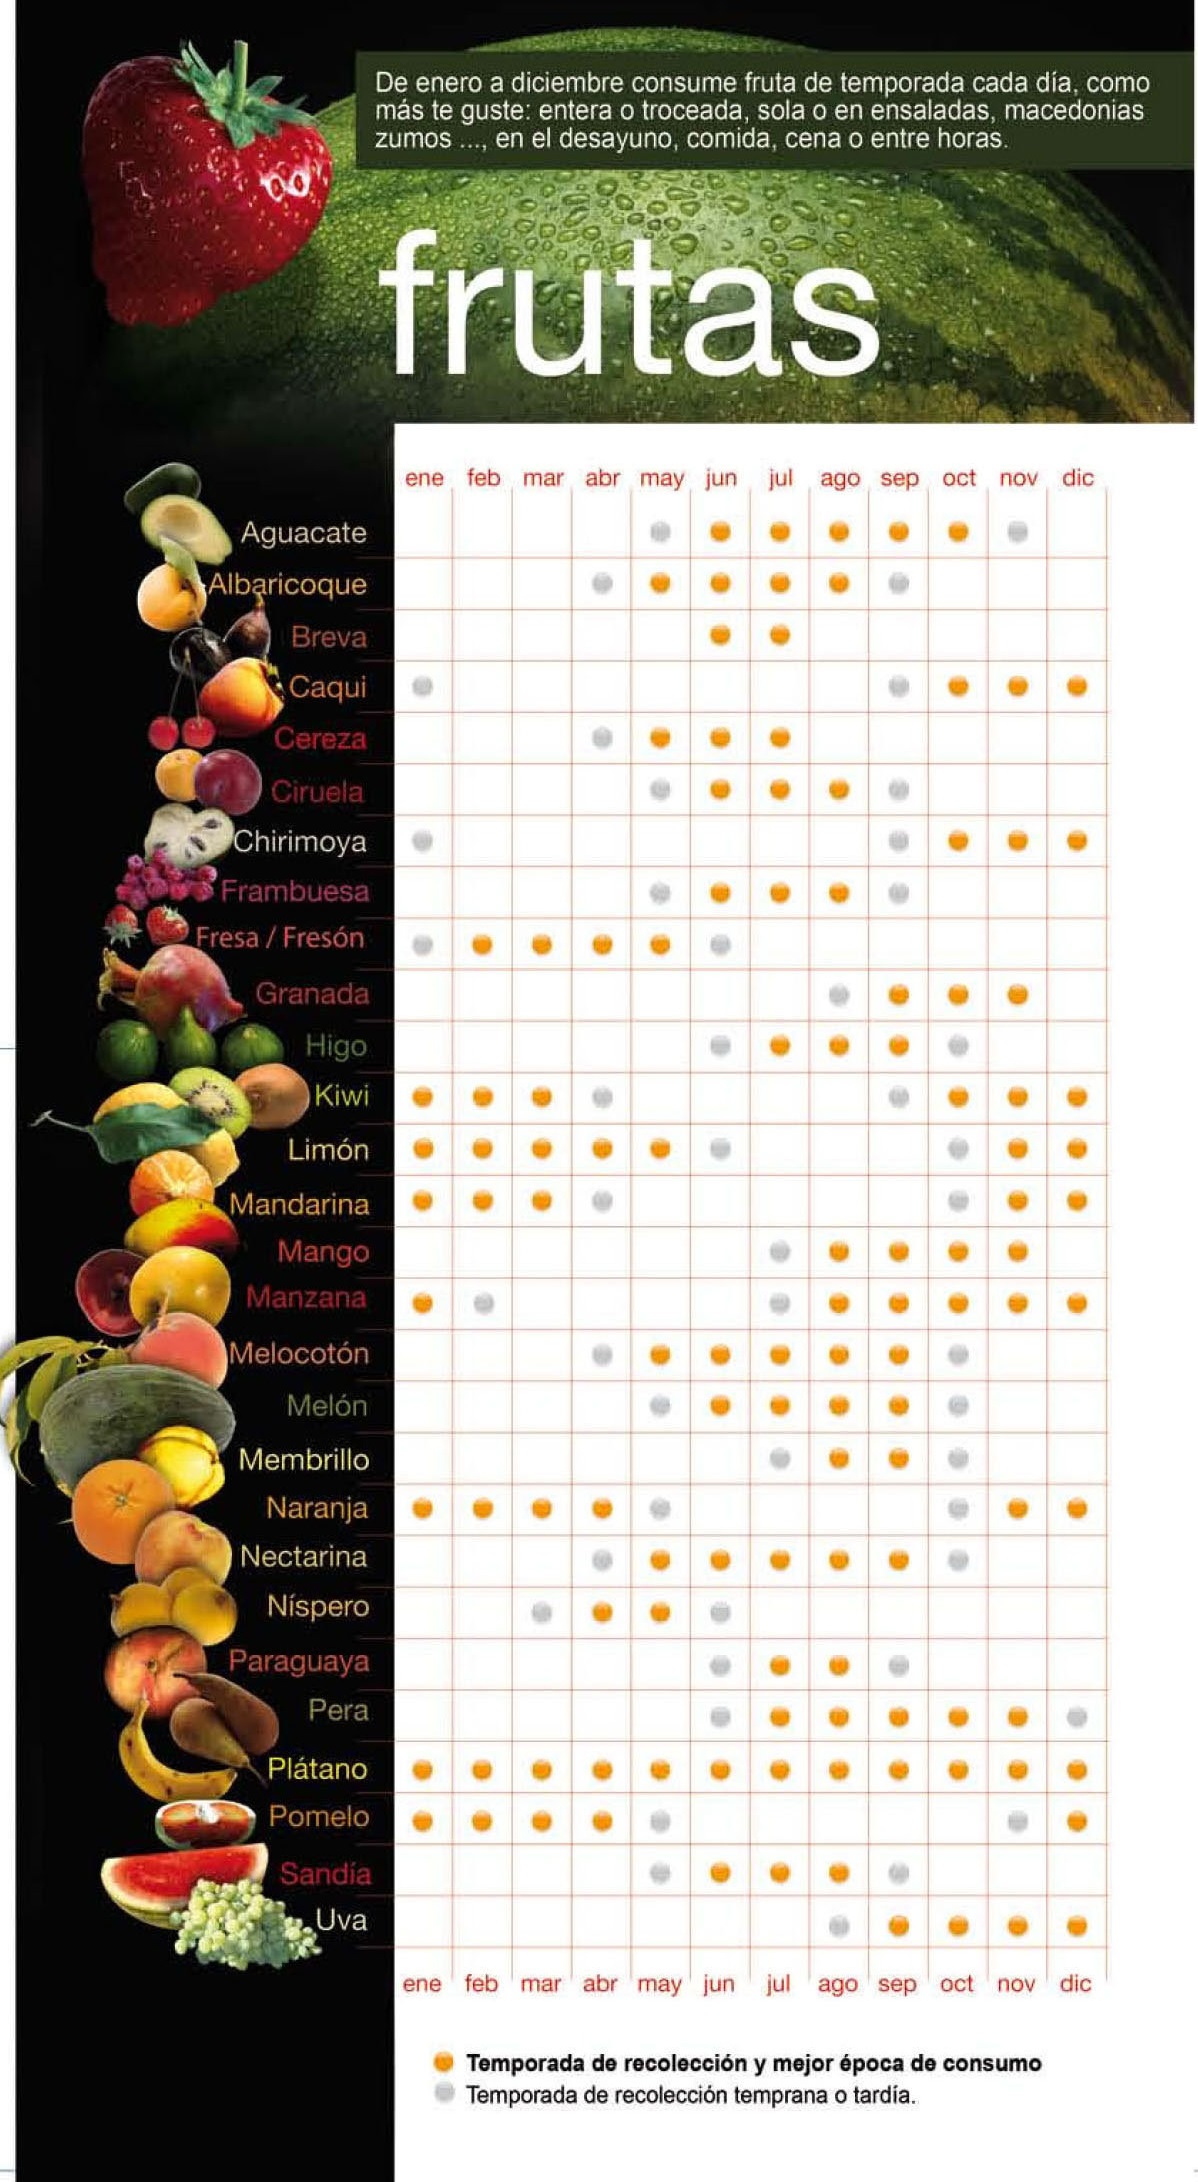 De enero a diciembre consume fruta de temporada cada día, como
más te guste: entera o troceada, sola o en ensaladas, macedonias
zumos ..., en el desayuno, comida, cena o entre horas.
frutas
ene feb mar abr may jun jul ago sep oct nov dic
Aguacate
Albaricoque
Breva
Caqui
Cereza
Ciruela
Chirimoya
Frambuesa
Fresa / Fresón
Granada
Higo
Kiwi
Limón
Mandarina
Mango
Manzana
Melocotón
Melón
Membrillo
Naranja
Nectarina
Níspero
Paraguaya
Pera
Plátano
Pomelo
Sandía
Uva
ene feb mar abr may jun jul ago sep oct nov dic
Temporada de recolección y mejor época de consumo
Temporada de recolección temprana o tardía.